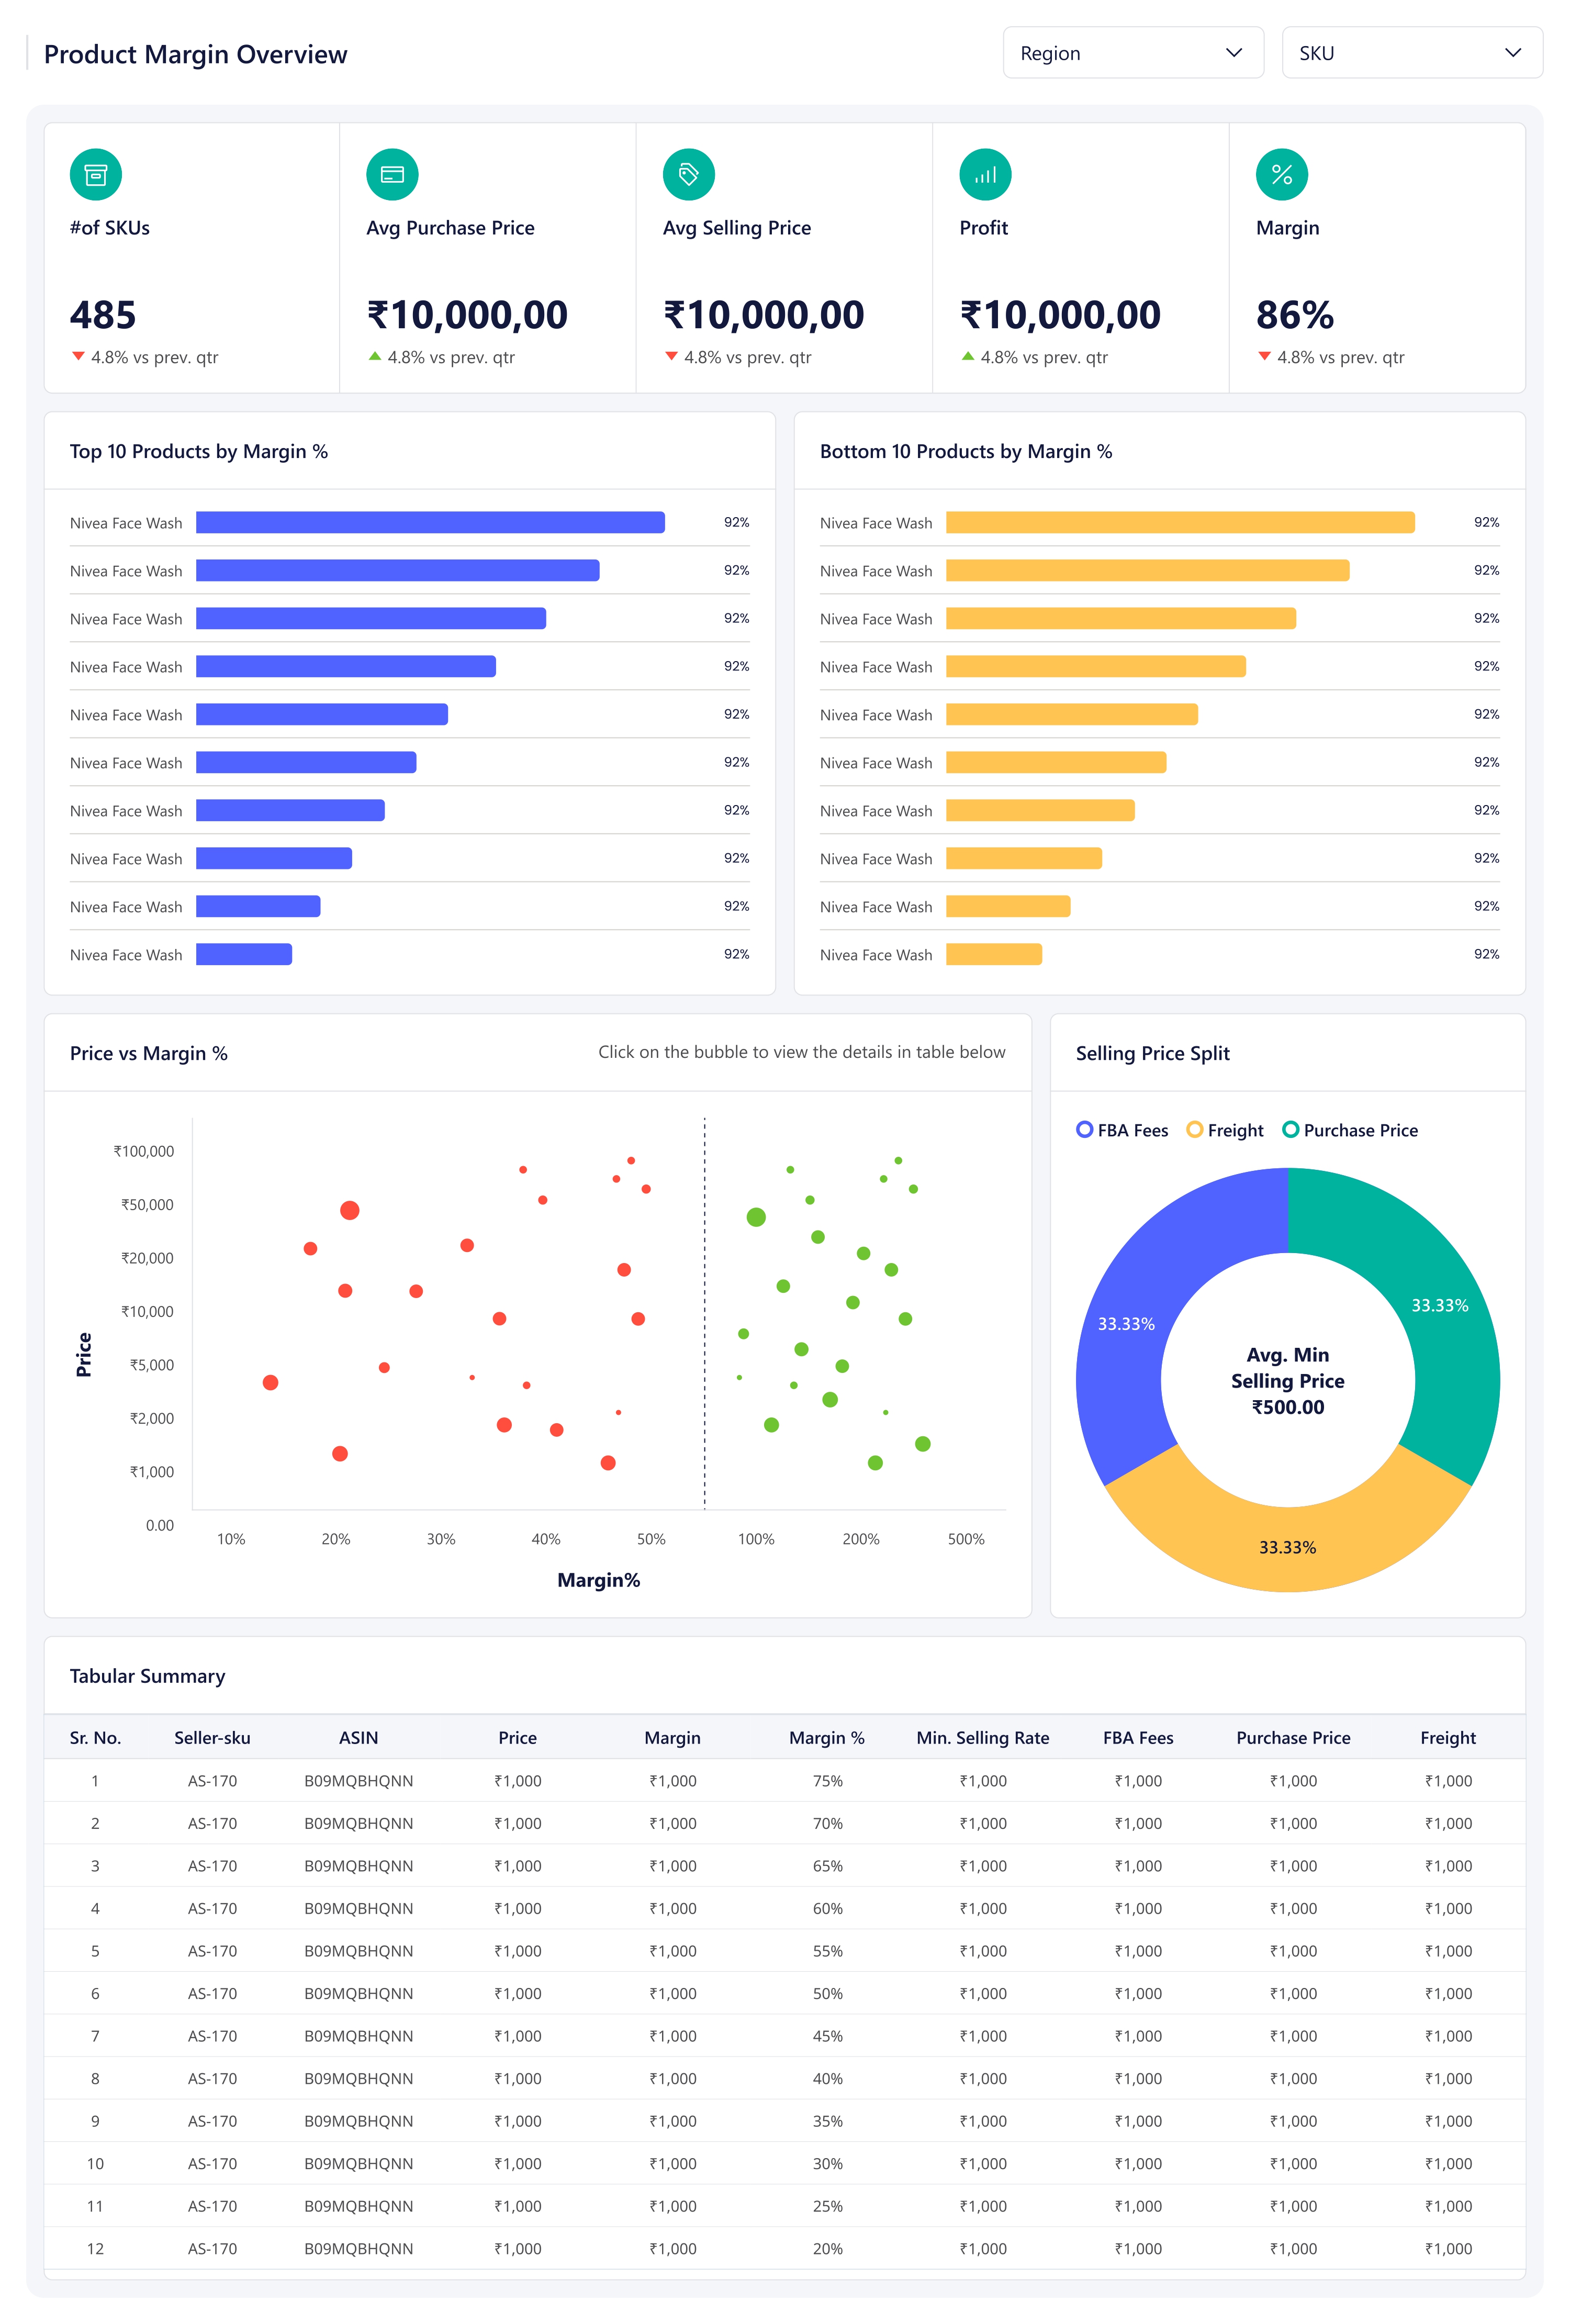 Product Margin Overview
Region
SKU
#of SKUs
485
4.8% vs prev. qtr
Avg Purchase Price
₹10,000,00
4.8% vs prev. qtr
Avg Selling Price
₹10,000,00
4.8% vs prev. qtr
Profit
₹10,000,00
4.8% vs prev. qtr
Margin
86%
4.8% vs prev. qtr
Top 10 Products by Margin %
Nivea Face Wash 92%
Nivea Face Wash 92%
Nivea Face Wash 92%
Nivea Face Wash 92%
Nivea Face Wash 92%
Nivea Face Wash 92%
Nivea Face Wash 92%
Nivea Face Wash 92%
Nivea Face Wash 92%
Nivea Face Wash 92%
Bottom 10 Products by Margin %
Nivea Face Wash 92%
Nivea Face Wash 92%
Nivea Face Wash 92%
Nivea Face Wash 92%
Nivea Face Wash 92%
Nivea Face Wash 92%
Nivea Face Wash 92%
Nivea Face Wash 92%
Nivea Face Wash 92%
Nivea Face Wash 92%
Price vs Margin %
Click on the bubble to view the details in table below
Price
₹100,000
₹50,000
₹20,000
₹10,000
₹5,000
₹2,000
₹1,000
0.00
10% 20% 30% 40% 50% 100% 200% 500%
Margin%
Selling Price Split
FBA Fees Freight Purchase Price
33.33%
33.33%
Avg. Min
Selling Price
₹500.00
33.33%
Tabular Summary
Sr. No. Seller-sku ASIN Price Margin Margin % Min. Selling Rate FBA Fees Purchase Price Freight
1 AS-170 B09MQBHQNN ₹1,000 ₹1,000 75% ₹1,000 ₹1,000 ₹1,000 ₹1,000
2 AS-170 B09MQBHQNN ₹1,000 ₹1,000 70% ₹1,000 ₹1,000 ₹1,000 ₹1,000
3 AS-170 B09MQBHQNN ₹1,000 ₹1,000 65% ₹1,000 ₹1,000 ₹1,000 ₹1,000
4 AS-170 B09MQBHQNN ₹1,000 ₹1,000 60% ₹1,000 ₹1,000 ₹1,000 ₹1,000
5 AS-170 B09MQBHQNN ₹1,000 ₹1,000 55% ₹1,000 ₹1,000 ₹1,000 ₹1,000
6 AS-170 B09MQBHQNN ₹1,000 ₹1,000 50% ₹1,000 ₹1,000 ₹1,000 ₹1,000
7 AS-170 B09MQBHQNN ₹1,000 ₹1,000 45% ₹1,000 ₹1,000 ₹1,000 ₹1,000
8 AS-170 B09MQBHQNN ₹1,000 ₹1,000 40% ₹1,000 ₹1,000 ₹1,000 ₹1,000
9 AS-170 B09MQBHQNN ₹1,000 ₹1,000 35% ₹1,000 ₹1,000 ₹1,000 ₹1,000
10 AS-170 B09MQBHQNN ₹1,000 ₹1,000 30% ₹1,000 ₹1,000 ₹1,000 ₹1,000
11 AS-170 B09MQBHQNN ₹1,000 ₹1,000 25% ₹1,000 ₹1,000 ₹1,000 ₹1,000
12 AS-170 B09MQBHQNN ₹1,000 ₹1,000 20% ₹1,000 ₹1,000 ₹1,000 ₹1,000